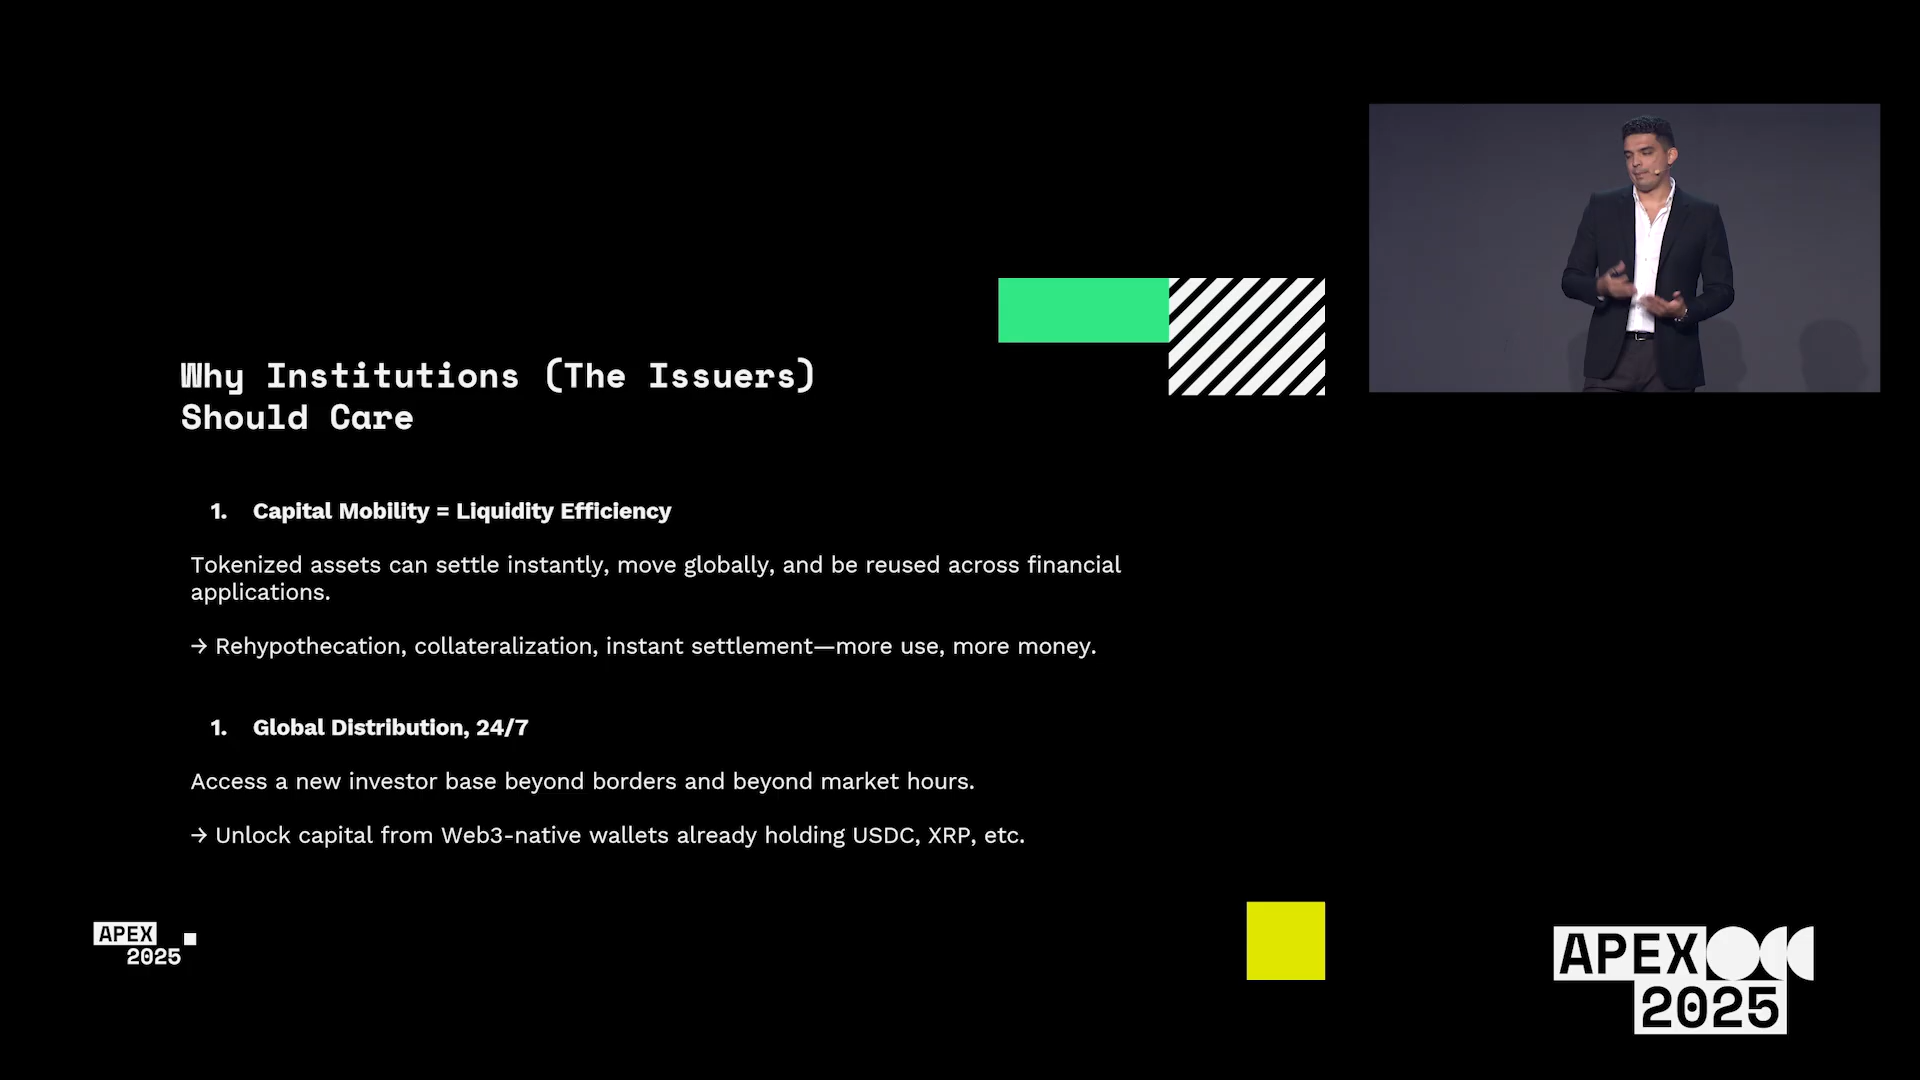 Why Institutions (The Issuers)
Should Care
1. Capital Mobility = Liquidity Efficiency
Tokenized assets can settle instantly, move globally, and be reused across financial
applications.
→ Rehypothecation, collateralization, instant settlement—more use, more money.
1. Global Distribution, 24/7
Access a new investor base beyond borders and beyond market hours.
→ Unlock capital from Web3-native wallets already holding USDC, XRP, etc.
APEX
2025
APEX
2025